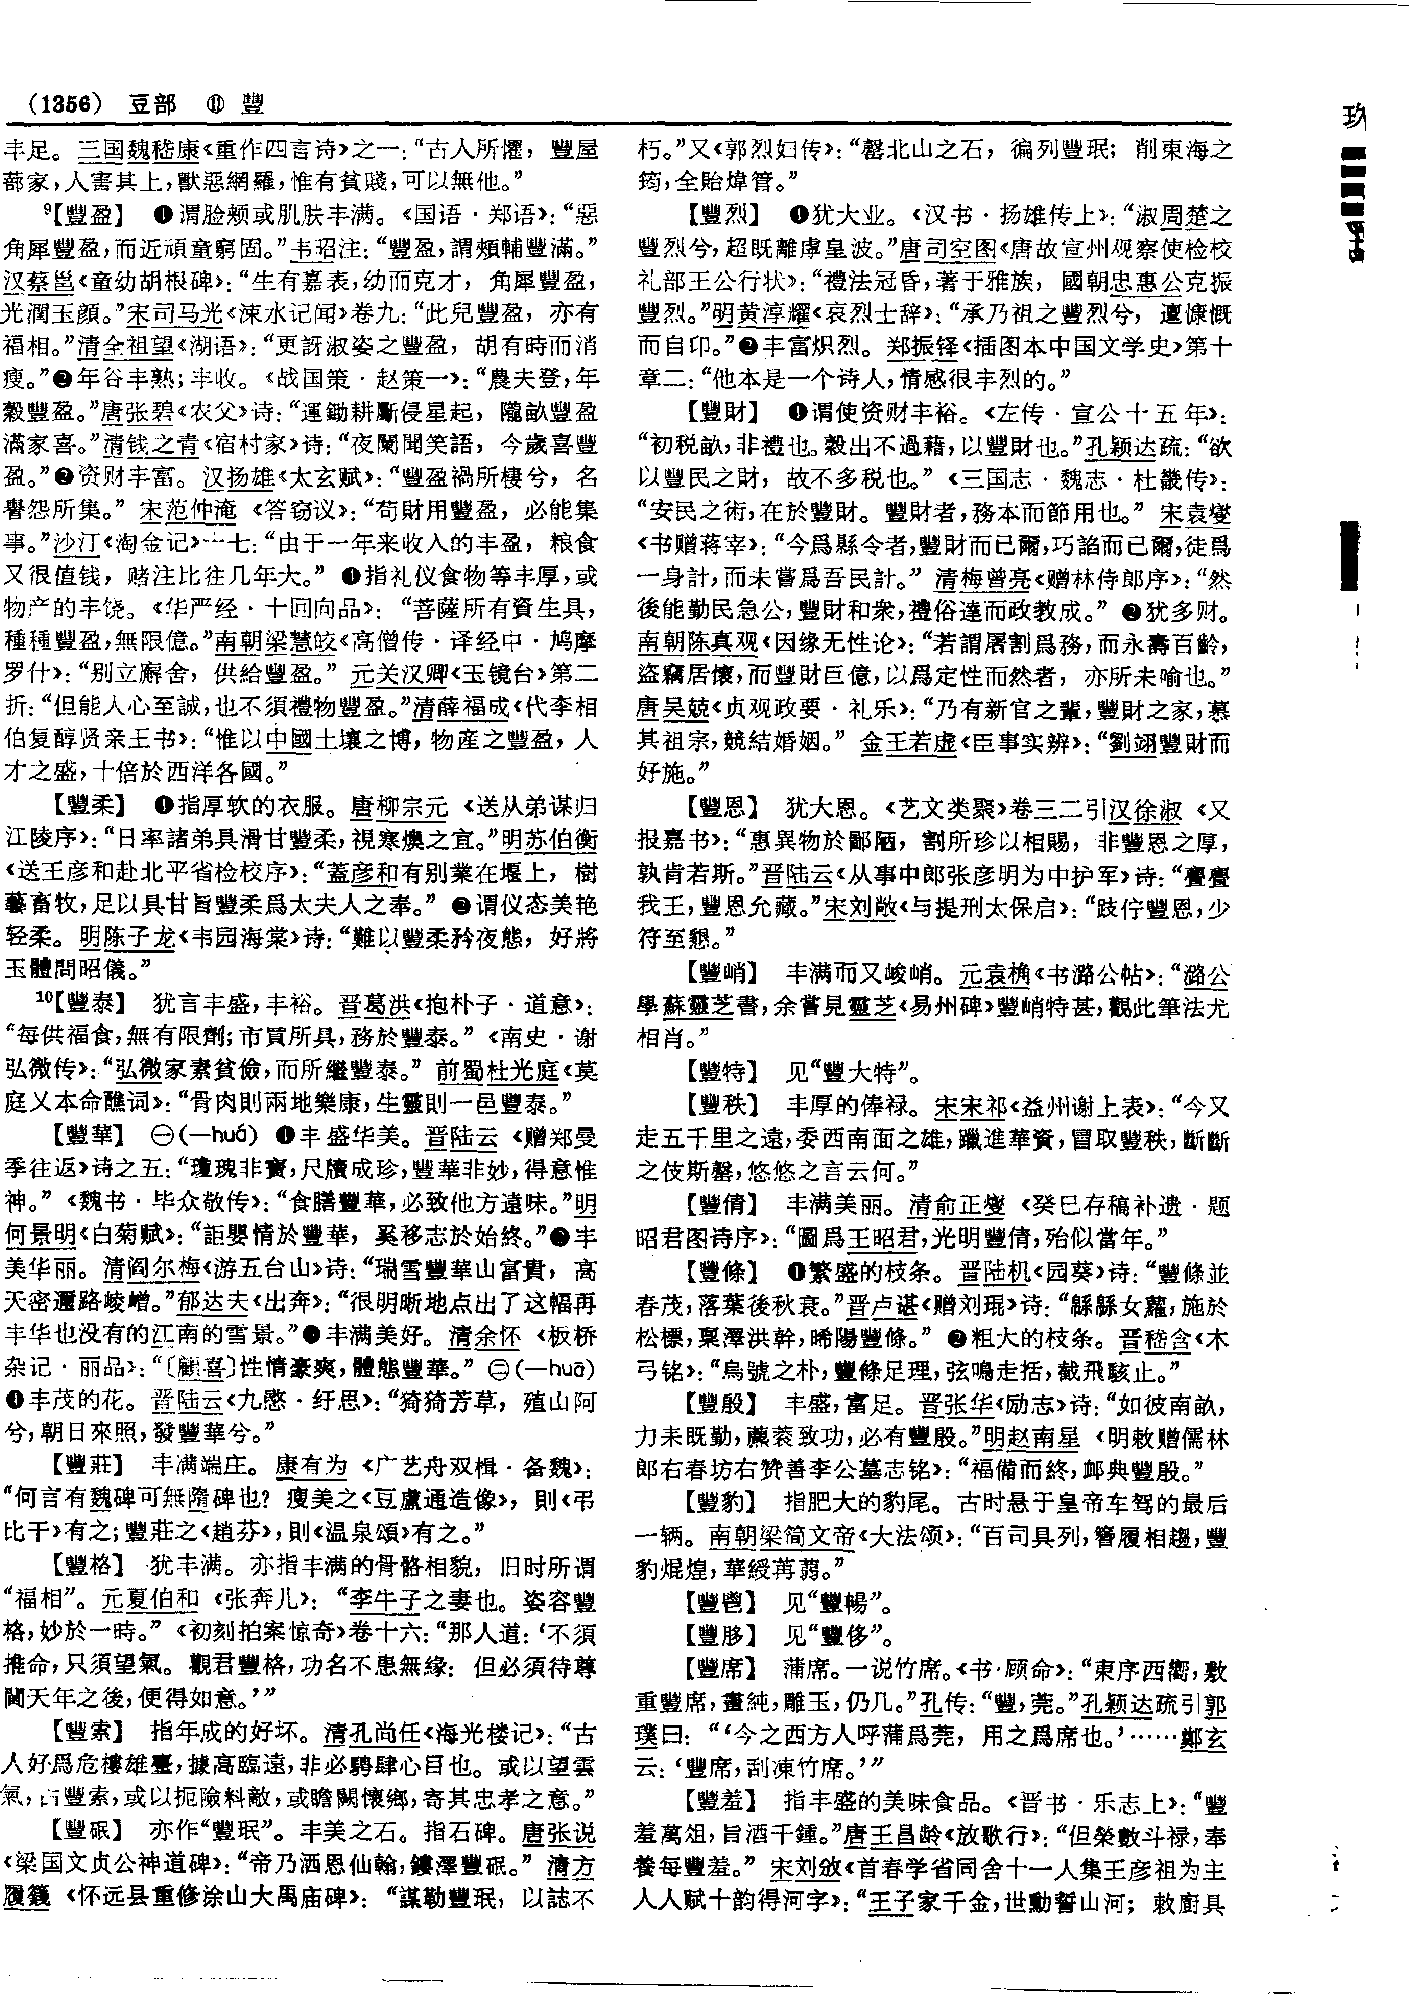 (1356) 豆部 ⑪ 豐
丰足。三国魏嵇康《重作四言诗》之一：“古人所懼，豐屋
蔀家，人害其上，獸惡網羅，惟有貧賤，可以無他。”
9【豐盈】 ❶谓脸颊或肌肤丰满。《国语·郑语》：“惡
角犀豐盈，而近頑童窮固。”韦昭注：“豐盈，謂頰輔豐滿。”
汉蔡邕《童幼胡根碑》：“生有嘉表，幼而克才，角犀豐盈，
光潤玉顔。”宋司马光《涑水记闻》卷九：“此兒豐盈，亦有
福相。”清全祖望《湖语》：“更訝淑姿之豐盈，胡有時而消
瘦。”❷年谷丰熟；丰收。《战国策·赵策一》：“農夫登，年
穀豐盈。”唐张碧《农父》诗：“運鋤耕斸侵星起，隴畝豐盈
滿家喜。”清钱之青《宿村家》诗：“夜闌聞笑語，今歲喜豐
盈。”❸资财丰富。汉扬雄《太玄赋》：“豐盈禍所棲兮，名
譽怨所集。”宋范仲淹《答窃议》：“苟財用豐盈，必能集
事。”沙汀《淘金记》十七：“由于一年来收入的丰盈，粮食
又很值钱，赌注比往几年大。”❹指礼仪食物等丰厚，或
物产的丰饶。《华严经·十回向品》：“菩薩所有資生具，
種種豐盈，無限億。”南朝梁慧皎《高僧传·译经中·鸠摩
罗什》：“别立廨舍，供給豐盈。”元关汉卿《玉镜台》第二
折：“但能人心至誠，也不須禮物豐盈。”清薛福成《代李相
伯复醇贤亲王书》：“惟以中國土壤之博，物産之豐盈，人
才之盛，十倍於西洋各國。”
【豐柔】 ❶指厚软的衣服。唐柳宗元《送从弟谋归
江陵序》：“日率諸弟具滑甘豐柔，視寒燠之宜。”明苏伯衡
《送王彦和赴北平省检校序》：“蓋彦和有别業在堰上，樹
藝畜牧，足以具甘旨豐柔爲太夫人之奉。”❷谓仪态美艳
轻柔。明陈子龙《韦园海棠》诗：“難以豐柔矜夜態，好將
玉體問昭儀。”
10【豐泰】 犹言丰盛，丰裕。晋葛洪《抱朴子·道意》：
“每供福食，無有限劑；市買所具，務於豐泰。”《南史·谢
弘微传》：“弘微家素貧儉，而所繼豐泰。”前蜀杜光庭《莫
庭乂本命醮词》：“骨肉則兩地樂康，生靈則一邑豐泰。”
【豐華】 ㊀(—huá) ❶丰盛华美。晋陆云《赠郑曼
季往返》诗之五：“瓊瑰非寶，尺牘成珍，豐華非妙，得意惟
神。”《魏书·毕众敬传》：“食膳豐華，必致他方遠味。”明
何景明《白菊赋》：“詎嬰情於豐華，奚移志於始終。”❷丰
美华丽。清阎尔梅《游五台山》诗：“瑞雪豐華山富貴，高
天密邇路崚嶒。”郁达夫《出奔》：“很明晰地点出了这幅再
丰华也没有的江南的雪景。”❸丰满美好。清余怀《板桥
杂记·丽品》：“〔顧喜〕性情豪爽，體態豐華。”㊁(—huā)
❶丰茂的花。晋陆云《九愍·纡思》：“猗猗芳草，殖山阿
兮，朝日來照，發豐華兮。”
【豐莊】 丰满端庄。康有为《广艺舟双楫·备魏》：
“何言有魏碑可無隋碑也？瘦美之《豆盧通造像》，則《弔
比干》有之；豐莊之《趙芬》，則《温泉頌》有之。”
【豐格】 犹丰满。亦指丰满的骨骼相貌，旧时所谓
“福相”。元夏伯和《张奔儿》：“李牛子之妻也。姿容豐
格，妙於一時。”《初刻拍案惊奇》卷十六：“那人道：‘不須
推命，只須望氣。觀君豐格，功名不患無緣：但必須待尊
閫天年之後，便得如意。’”
【豐索】 指年成的好坏。清孔尚任《海光楼记》：“古
人好爲危樓雄臺，據高臨遠，非必騁肆心目也。或以望雲
氣，占豐索，或以扼險料敵，或瞻闕懷鄉，寄其忠孝之意。”
【豐珉】 亦作“豐珉”。丰美之石。指石碑。唐张说
《梁国文贞公神道碑》：“帝乃洒恩仙翰，鏤澤豐珉。”清方
履籛《怀远县重修涂山大禹庙碑》：“謀勒豐珉，以誌不
朽。”又《郭烈妇传》：“罄北山之石，徧列豐珉；削東海之
筠，全貽煒管。”
【豐烈】 ❶犹大业。《汉书·扬雄传上》：“淑周楚之
豐烈兮，超既離虖皇波。”唐司空图《唐故宣州观察使检校
礼部王公行状》：“禮法冠昏，著于雅族，國朝忠惠公克振
豐烈。”明黄淳耀《哀烈士辞》：“承乃祖之豐烈兮，亶慷慨
而自印。”❷丰富炽烈。郑振铎《插图本中国文学史》第十
章二：“他本是一个诗人，情感很丰烈的。”
【豐財】 ❶谓使资财丰裕。《左传·宣公十五年》：
“初税畝，非禮也。穀出不過藉，以豐財也。”孔颖达疏：“欲
以豐民之財，故不多税也。”《三国志·魏志·杜畿传》：
“安民之術，在於豐財。豐財者，務本而節用也。”宋袁燮
《书赠蒋宰》：“今爲縣令者，豐財而已爾，巧諂而已爾，徒爲
一身計，而未嘗爲吾民計。”清梅曾亮《赠林侍郎序》：“然
後能勤民急公，豐財和衆，禮俗達而政教成。”❷犹多财。
南朝陈真观《因缘无性论》：“若謂屠割爲務，而永壽百齡，
盜竊居懷，而豐財巨億，以爲定性而然者，亦所未喻也。”
唐吴兢《贞观政要·礼乐》：“乃有新官之輩，豐財之家，慕
其祖宗，競結婚姻。”金王若虚《臣事实辨》：“劉翊豐財而
好施。”
【豐恩】 犹大恩。《艺文类聚》卷三二引汉徐淑《又
报嘉书》：“惠異物於鄙陋，割所珍以相賜，非豐恩之厚，
孰肯若斯。”晋陆云《从事中郎张彦明为中护军》诗：“亹亹
我王，豐恩允藏。”宋刘敞《与提刑太保启》：“跂佇豐恩，少
符至懇。”
【豐峭】 丰满而又峻峭。元袁桷《书潞公帖》：“潞公
學蘇靈芝書，余嘗見靈芝《易州碑》豐峭特甚，觀此筆法尤
相肖。”
【豐特】 见“豐大特”。
【豐秩】 丰厚的俸禄。宋宋祁《益州谢上表》：“今又
走五千里之遠，委西南面之雄，躐進華資，冒取豐秩，斷斷
之伎斯罄，悠悠之言云何。”
【豐倩】 丰满美丽。清俞正燮《癸巳存稿补遗·题
昭君图诗序》：“圖爲王昭君，光明豐倩，殆似當年。”
【豐條】 ❶繁盛的枝条。晋陆机《园葵》诗：“豐條並
春茂，落葉後秋衰。”晋卢谌《赠刘琨》诗：“緜緜女蘿，施於
松標，稟澤洪幹，晞陽豐條。”❷粗大的枝条。晋嵇含《木
弓铭》：“烏號之朴，豐條足理，弦鳴走括，截飛駭止。”
【豐殷】 丰盛，富足。晋张华《励志》诗：“如彼南畝，
力耒既勤，藨蓘致功，必有豐殷。”明赵南星《明敕赠儒林
郎右春坊右赞善李公墓志铭》：“福備而終，卹典豐殷。”
【豐豹】 指肥大的豹尾。古时悬于皇帝车驾的最后
一辆。南朝梁简文帝《大法颂》：“百司具列，簪履相趨，豐
豹焜煌，華綬苒蒻。”
【豐鬯】 见“豐暢”。
【豐胗】 见“豐侈”。
【豐席】 蒲席。一说竹席。《书·顾命》：“東序西嚮，敷
重豐席，畫純，雕玉，仍几。”孔传：“豐，莞。”孔颖达疏引郭
璞曰：“‘今之西方人呼蒲爲莞，用之爲席也。’……鄭玄
云：‘豐席，刮凍竹席。’”
【豐羞】 指丰盛的美味食品。《晋书·乐志上》：“豐
羞萬俎，旨酒千鍾。”唐王昌龄《放歌行》：“但榮數斗禄，奉
養每豐羞。”宋刘攽《首春学省同舍十一人集王彦祖为主
人人赋十韵得河字》：“王子家千金，世勳誓山河；敕廚具